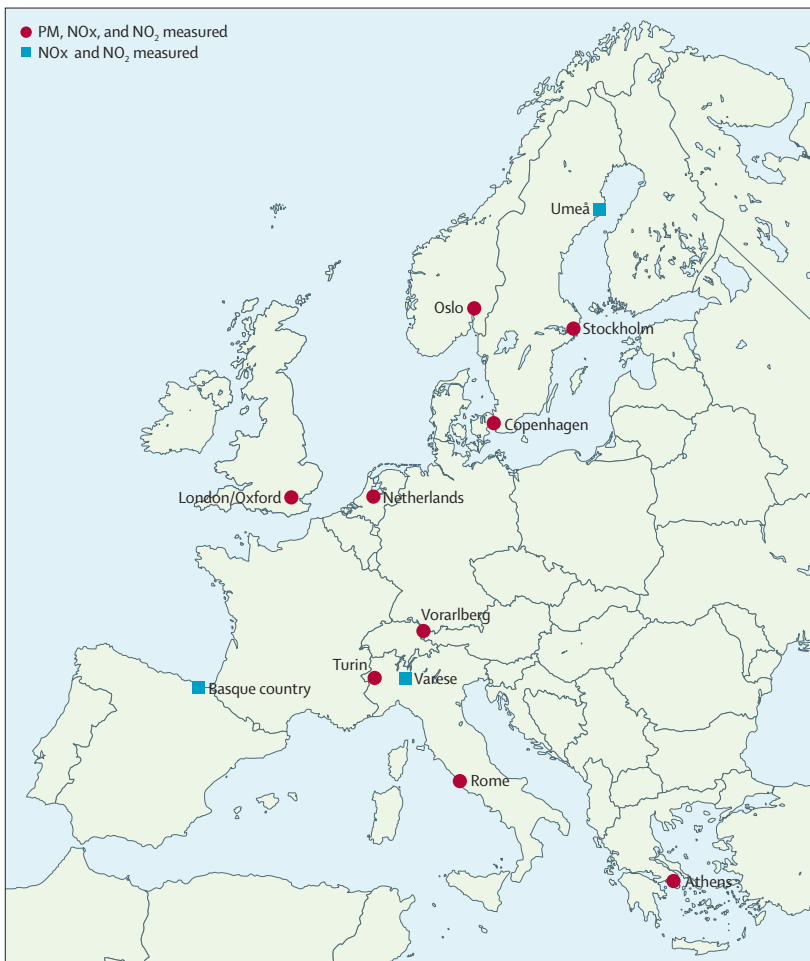 PM, NOx, and NO₂ measured
NOx and NO₂ measured
Umeå
Oslo
Stockholm
Copenhagen
London/Oxford
Netherlands
Vorarlberg
Turin
Varese
Basque country
Rome
Athens